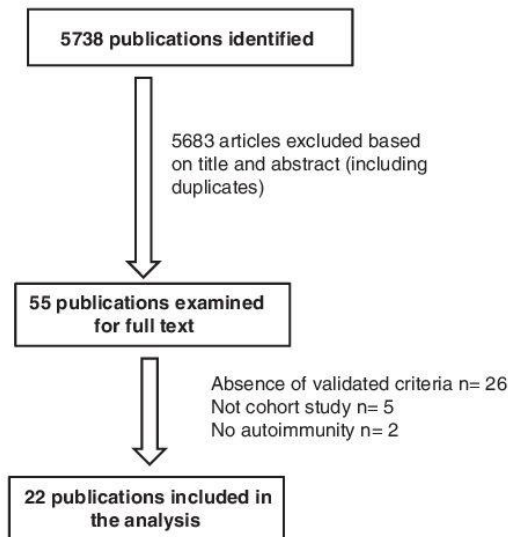 5738 publications identified
5683 articles excluded based
on title and abstract (including
duplicates)
55 publications examined
for full text
Absence of validated criteria n= 26
Not cohort study n= 5
No autoimmunity n= 2
22 publications included in
the analysis